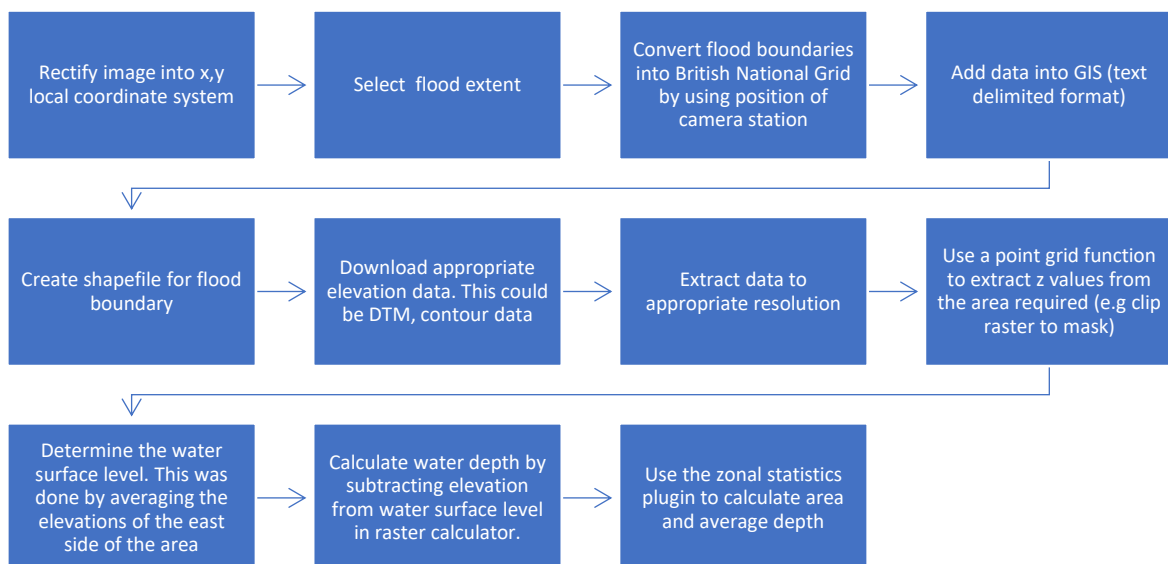 Rectify image into x,y
local coordinate system
Select  flood extent
Convert flood boundaries
into British National Grid
by using position of
camera station
Add data into GIS (text
delimited format)
Create shapefile for flood
boundary
Download appropriate
elevation data. This could
be DTM, contour data
Extract data to
appropriate resolution
Use a point grid function
to extract z values from
the area required (e.g clip
raster to mask)
Determine the water
surface level. This was
done by averaging the
elevations of the east
side of the area
Calculate water depth by
subtracting elevation
from water surface level
in raster calculator.
Use the zonal statistics
plugin to calculate area
and average depth